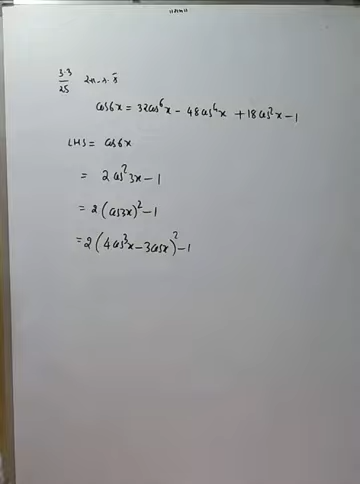 3.3
25
cos6x = 32cos⁶x - 48cos⁴x + 18cos²x - 1
LHS = cos6x
= 2cos²3x - 1
= 2(cos3x)² - 1
= 2(4cos³x - 3cosx)² - 1